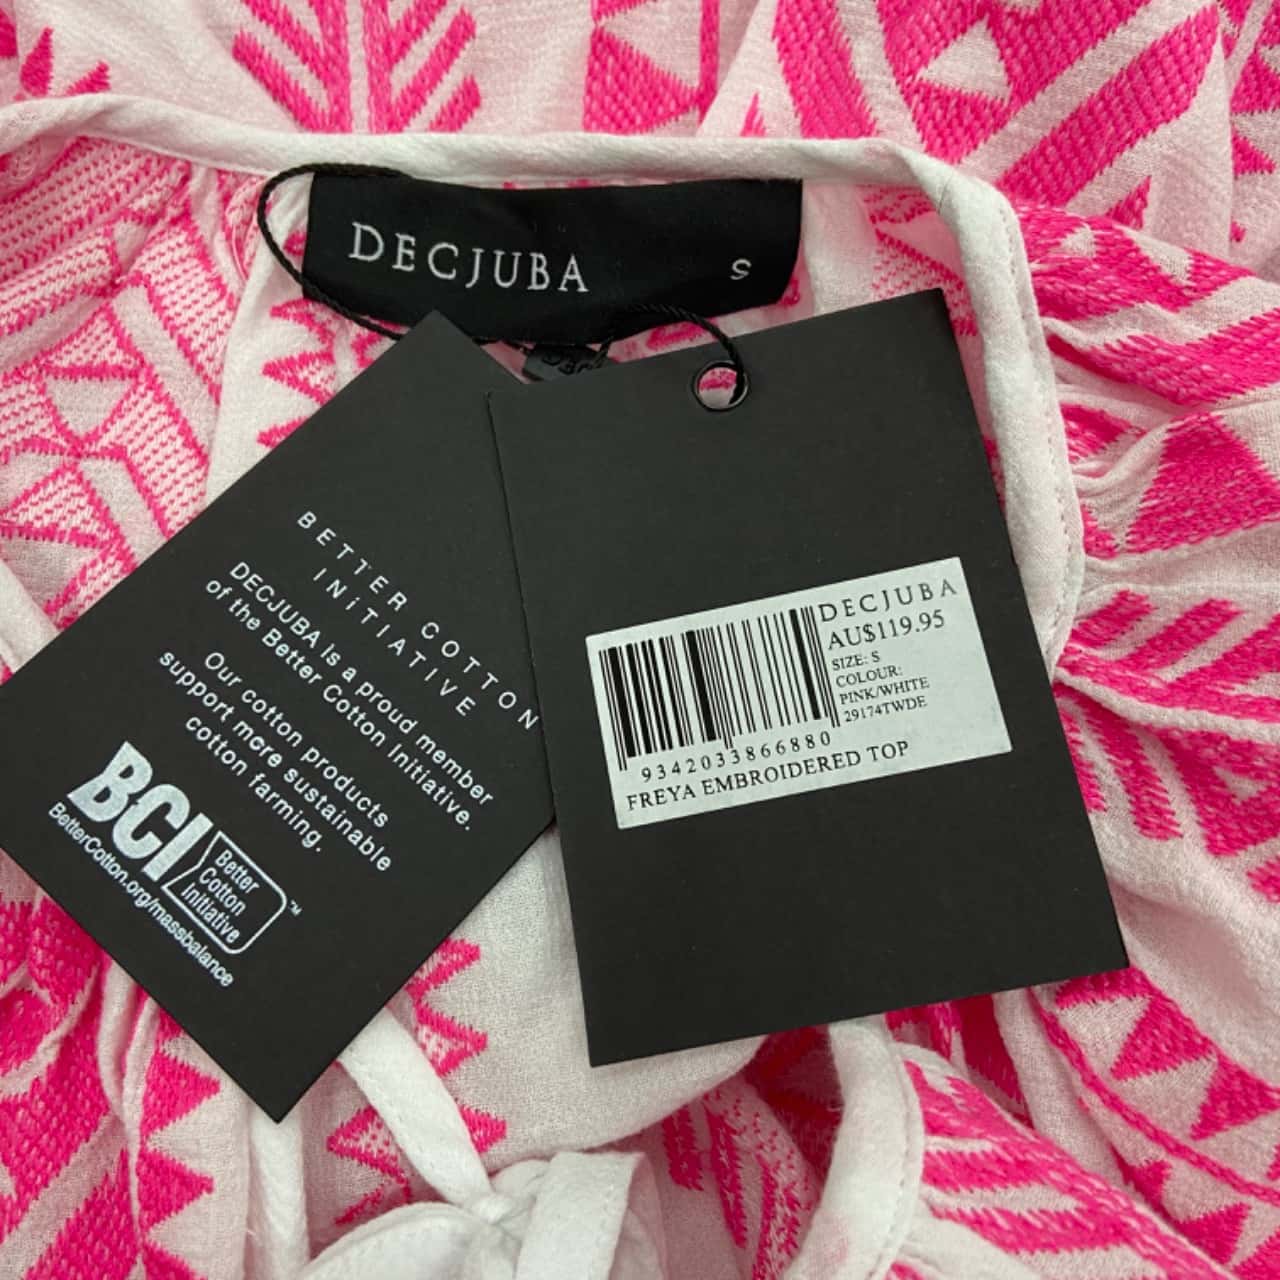 DECJUBA S
BETTER COTTON
INiTIATIVE
DECJUBA is a proud member
of the Better Cotton Initiative.
Our cotton products
support more sustainable
cotton farming.
BCI
Better
Cotton
Initiative
TM
BetterCotton.org/massbalance
DECJUBA
AU$119.95
SIZE: S
COLOUR:
PINK/WHITE
29174TWDE
9342033866880
FREYA EMBROIDERED TOP